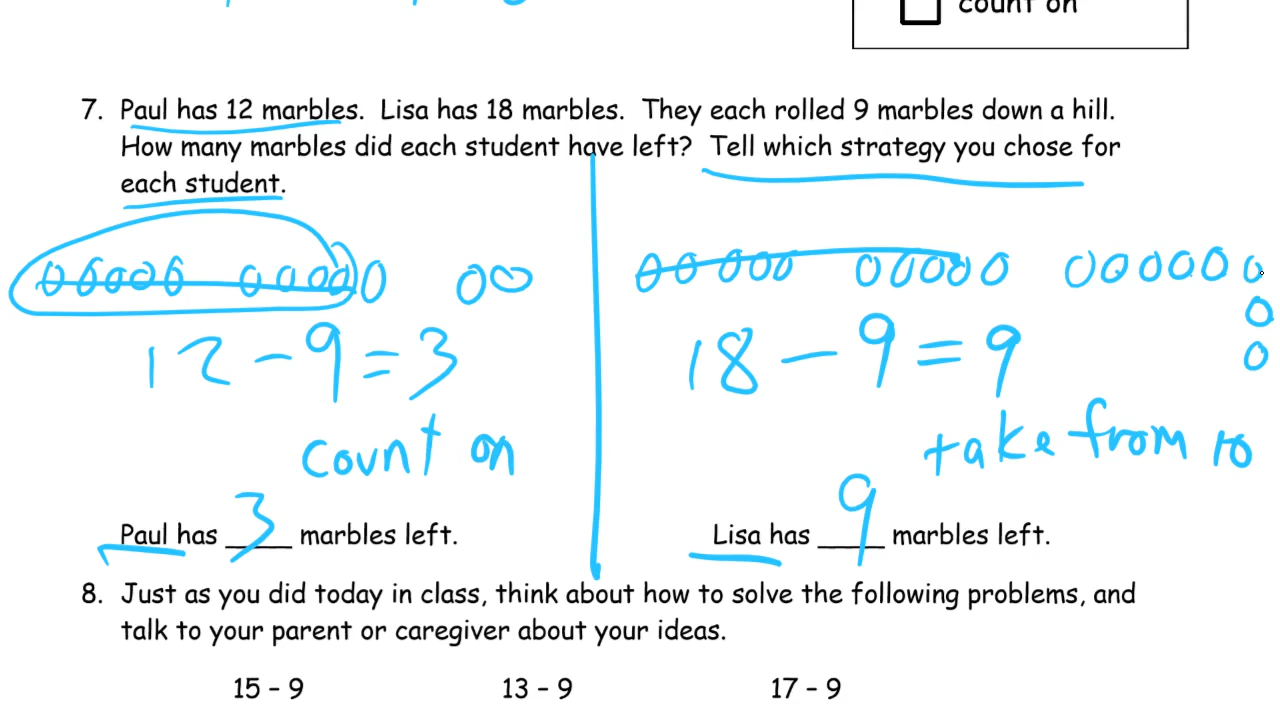 count on
7. Paul has 12 marbles. Lisa has 18 marbles. They each rolled 9 marbles down a hill.
How many marbles did each student have left? Tell which strategy you chose for
each student.
12 - 9 = 3
18 - 9 = 9
count on
take from 10
Paul has 3 marbles left.
Lisa has 9 marbles left.
8. Just as you did today in class, think about how to solve the following problems, and
talk to your parent or caregiver about your ideas.
15 – 9 13 – 9 17 – 9